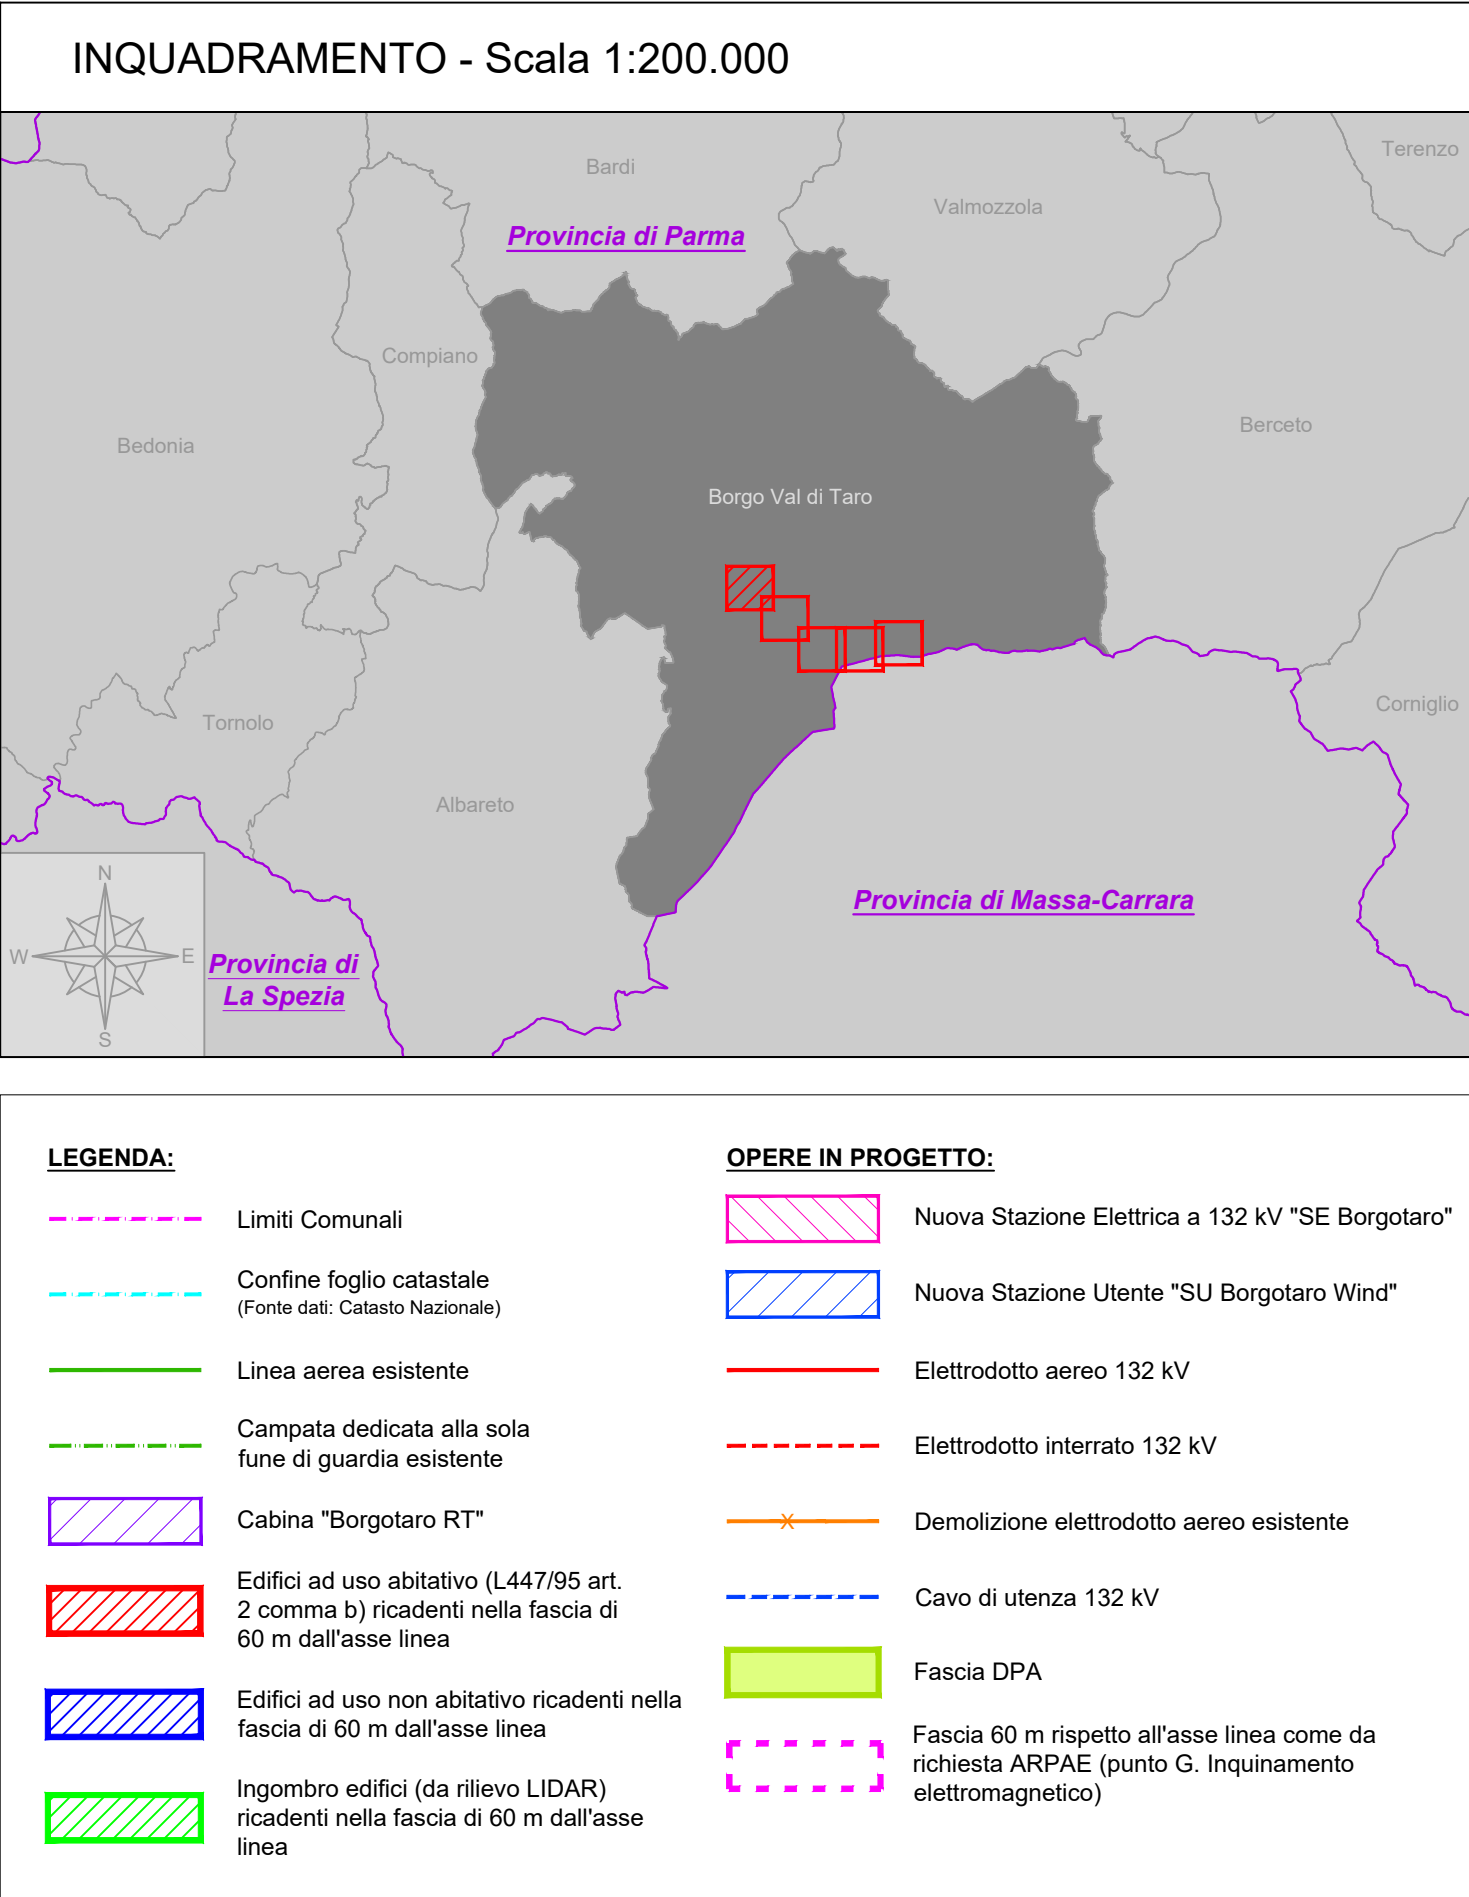 INQUADRAMENTO - Scala 1:200.000
Terenzo
Bardi
Valmozzola
Provincia di Parma
Compiano
Berceto
Bedonia
Borgo Val di Taro
Corniglio
Tornolo
Albareto
Provincia di Massa-Carrara
N
W
E
S
Provincia di
La Spezia
LEGENDA:
Limiti Comunali
Confine foglio catastale
(Fonte dati: Catasto Nazionale)
Linea aerea esistente
Campata dedicata alla sola
fune di guardia esistente
Cabina "Borgotaro RT"
Edifici ad uso abitativo (L447/95 art.
2 comma b) ricadenti nella fascia di
60 m dall'asse linea
Edifici ad uso non abitativo ricadenti nella
fascia di 60 m dall'asse linea
Ingombro edifici (da rilievo LIDAR)
ricadenti nella fascia di 60 m dall'asse
linea
OPERE IN PROGETTO:
Nuova Stazione Elettrica a 132 kV "SE Borgotaro"
Nuova Stazione Utente "SU Borgotaro Wind"
Elettrodotto aereo 132 kV
Elettrodotto interrato 132 kV
Demolizione elettrodotto aereo esistente
Cavo di utenza 132 kV
Fascia DPA
Fascia 60 m rispetto all'asse linea come da
richiesta ARPAE (punto G. Inquinamento
elettromagnetico)